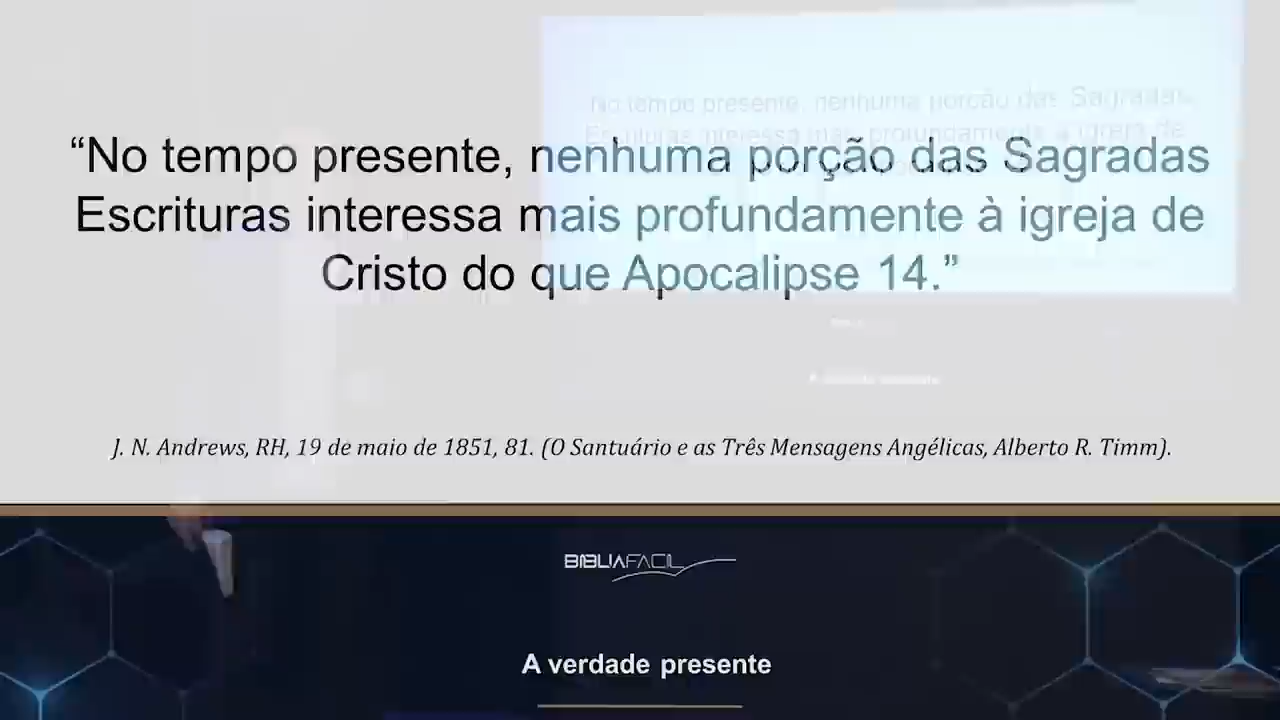 “No tempo presente, nenhuma porção das Sagradas
Escrituras interessa mais profundamente à igreja de
Cristo do que Apocalipse 14.”
J. N. Andrews, RH, 19 de maio de 1851, 81. (O Santuário e as Três Mensagens Angélicas, Alberto R. Timm).
BÍBLIAFÁCIL
A verdade presente